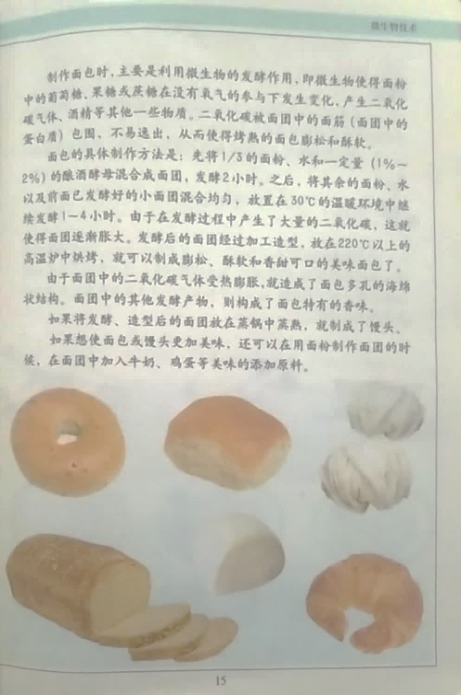 微生物技术
制作面包时，主要是利用微生物的发酵作用，即微生物使得面粉
中的葡萄糖、果糖或蔗糖在没有氧气的参与下发生变化，产生二氧化
碳气体、酒精等其他一些物质。二氧化碳被面团中的面筋（面团中的
蛋白质）包围，不易逸出，从而使得烤熟的面包膨松和酥软。
面包的具体制作方法是：先将1/3的面粉、水和一定量（1%～
2%）的酿酒酵母混合成面团，发酵2小时。之后，将其余的面粉、水
以及前面已发酵好的小面团混合均匀，放置在30℃的温暖环境中继
续发酵1－4小时。由于在发酵过程中产生了大量的二氧化碳，这就
使得面团逐渐胀大。发酵后的面团经过加工造型，放在220℃以上的
高温炉中烘烤，就可以制成膨松、酥软和香甜可口的美味面包了。
由于面团中的二氧化碳气体受热膨胀，就造成了面包多孔的海绵
状结构。面团中的其他发酵产物，则构成了面包特有的香味。
如果将发酵、造型后的面团放在蒸锅中蒸熟，就制成了馒头。
如果想使面包或馒头更加美味，还可以在用面粉制作面团的时
候，在面团中加入牛奶、鸡蛋等美味的添加原料。
15